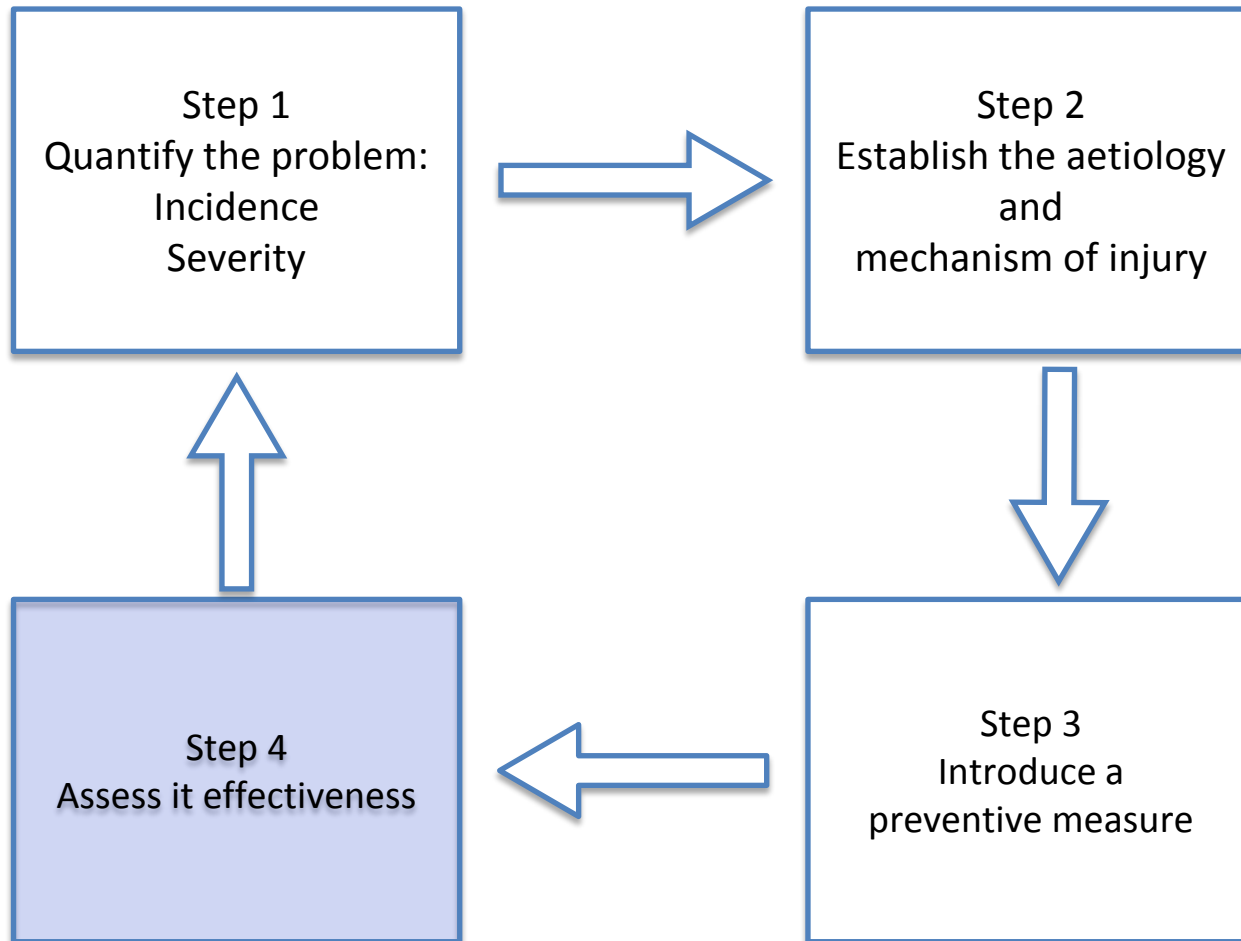 Step 1
Quantify the problem:
Incidence
Severity
Step 2
Establish the aetiology
and
mechanism of injury
Step 3
Introduce a
preventive measure
Step 4
Assess it effectiveness